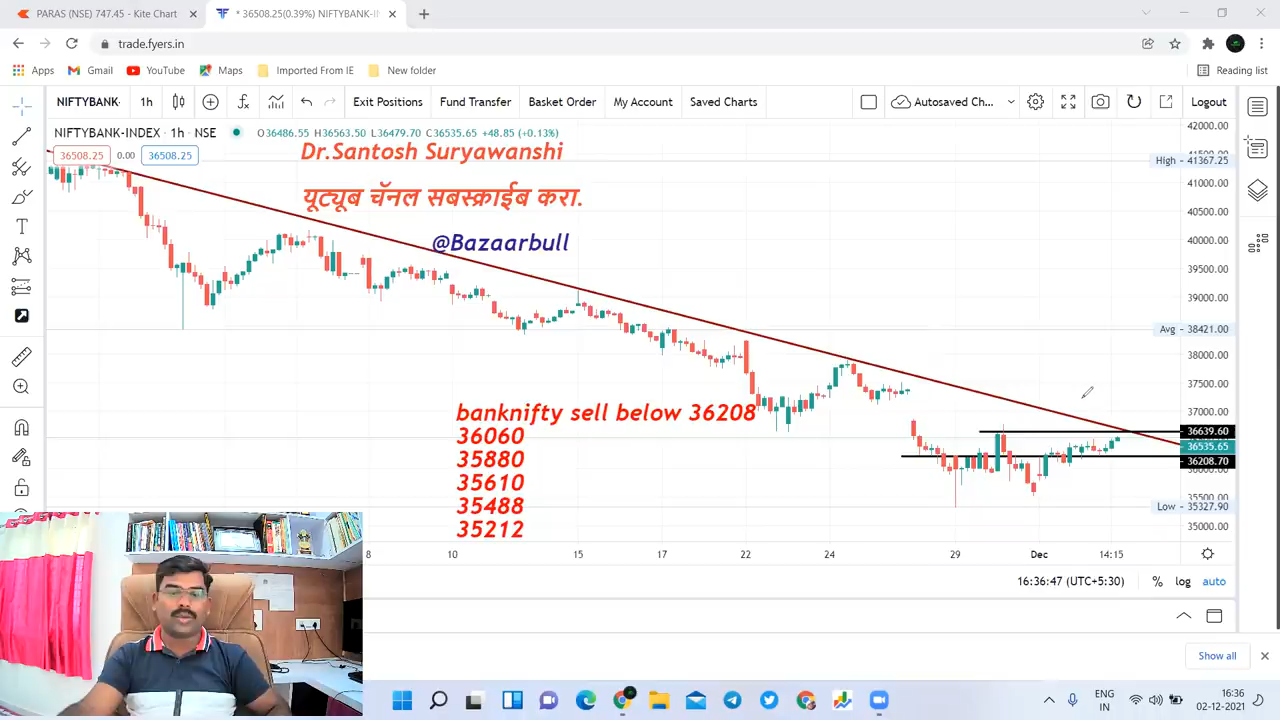 PARAS (NSE) 747.45 - Kite Chart
* 36508.25(0.39%) NIFTYBANK-IN
trade.fyers.in
Apps Gmail YouTube Maps Imported From IE New folder Reading list
NIFTYBANK- 1h Exit Positions Fund Transfer Basket Order My Account Saved Charts Autosaved Ch... Logout
NIFTYBANK-INDEX 1h NSE O36486.55 H36563.50 L36479.70 C36535.65 +48.85 (+0.13%)
36508.25 0.00 36508.25
Dr.Santosh Suryawanshi
यूट्यूब चॅनल सबस्क्राईब करा.
@Bazaarbull
banknifty sell below 36208
36060
35880
35610
35488
35212
42000.00
High - 41367.25
41000.00
40500.00
40000.00
39500.00
39000.00
Avg - 38421.00
38000.00
37500.00
37000.00
36639.60
36535.65
36208.70
36000.00
35500.00
Low - 35327.90
35000.00
8 10 15 17 22 24 29 Dec 14:15
16:36:47 (UTC+5:30) % log auto
Show all
ENG
IN
16:36
02-12-2021